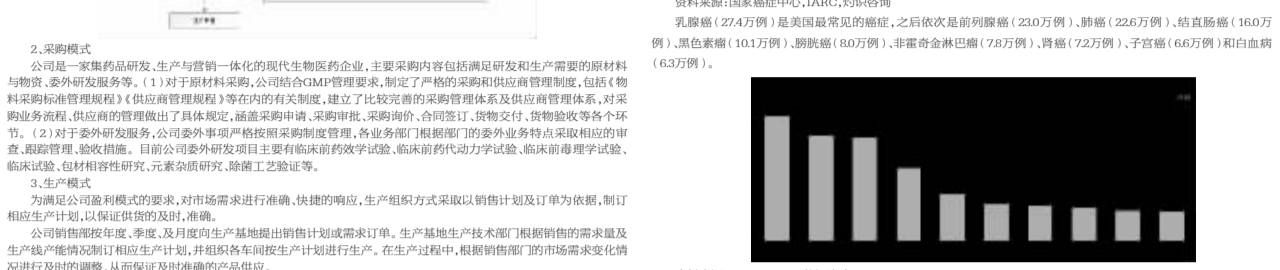 2、采购模式
公司是一家集药品研发、生产与营销一体化的现代生物医药企业,主要采购内容包括满足研发和生产需要的原材料
与物资、委外研发服务等。(1)对于原材料采购,公司结合GMP管理要求,制定了严格的采购和供应商管理制度,包括《物
料采购标准管理规程》《供应商管理规程》等在内的有关制度,建立了比较完善的采购管理体系及供应商管理体系,对采
购业务流程、供应商的管理做出了具体规定,涵盖采购申请、采购审批、采购询价、合同签订、货物交付、货物验收等各个环
节。(2)对于委外研发服务,公司委外事项严格按照采购制度管理,各业务部门根据部门的委外业务特点采取相应的审
查、跟踪管理、验收措施。目前公司委外研发项目主要有临床前药效学试验、临床前药代动力学试验、临床前毒理学试验、
临床试验、包材相容性研究、元素杂质研究、除菌工艺验证等。
3、生产模式
为满足公司盈利模式的要求,对市场需求进行准确、快捷的响应,生产组织方式采取以销售计划及订单为依据,制订
相应生产计划,以保证供货的及时,准确。
公司销售部按年度、季度、及月度向生产基地提出销售计划或需求订单。生产基地生产技术部门根据销售的需求量及
生产线产能情况制订相应生产计划,并组织各车间按生产计划进行生产。在生产过程中,根据销售部门的市场需求变化情
况进行及时的调整,从而保证及时准确的产品供应。
资料来源:国家癌症中心,IARC,灼识咨询
乳腺癌(27.4万例)是美国最常见的癌症,之后依次是前列腺癌(23.0万例)、肺癌(22.6万例)、结直肠癌(16.0万
例)、黑色素瘤(10.1万例)、膀胱癌(8.0万例)、非霍奇金淋巴瘤(7.8万例)、肾癌(7.2万例)、子宫癌(6.6万例)和白血病
(6.3万例)。